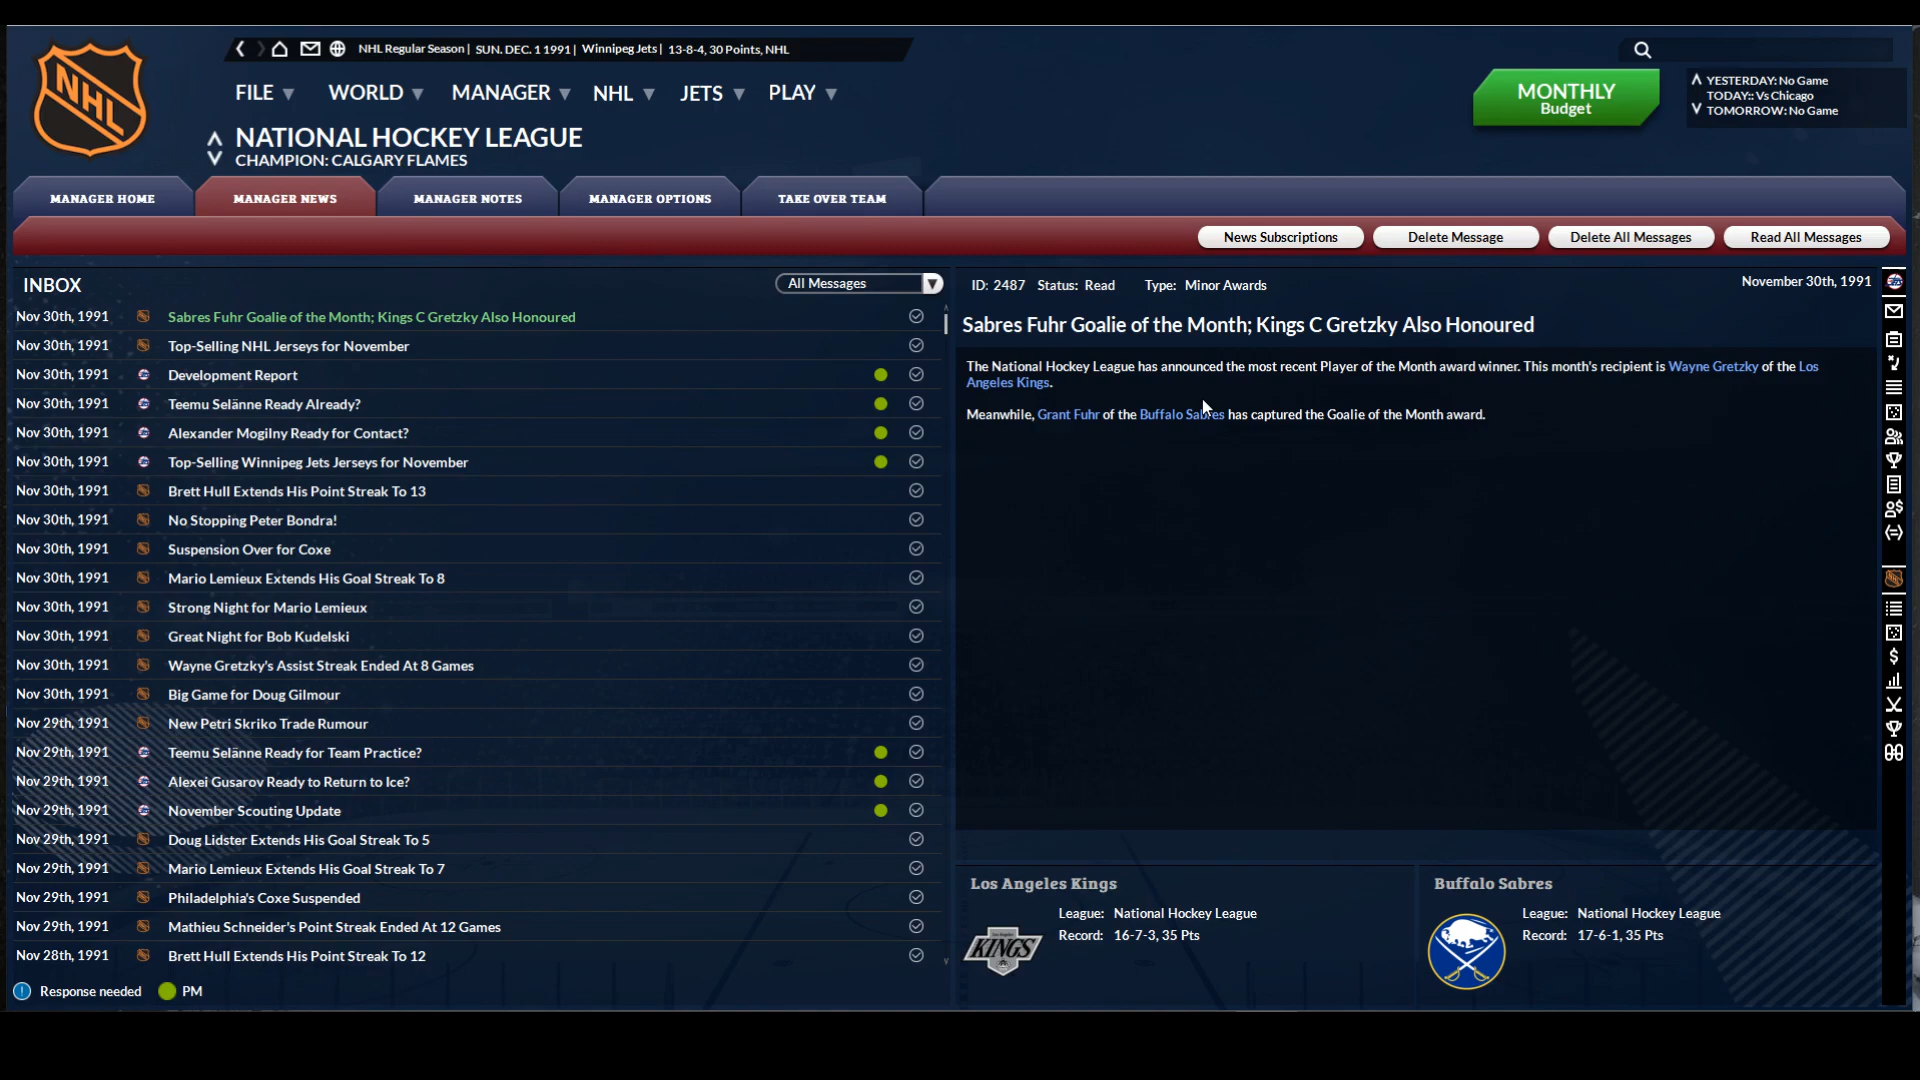 NHL Regular Season | SUN. DEC. 1 1991 | Winnipeg Jets | 13-8-4, 30 Points, NHL
NHL
FILE WORLD MANAGER NHL JETS PLAY
MONTHLY
Budget
YESTERDAY: No Game
TODAY:: Vs Chicago
TOMORROW: No Game
NATIONAL HOCKEY LEAGUE
CHAMPION: CALGARY FLAMES
MANAGER HOME MANAGER NEWS MANAGER NOTES MANAGER OPTIONS TAKE OVER TEAM
News Subscriptions Delete Message Delete All Messages Read All Messages
INBOX All Messages
Nov 30th, 1991 Sabres Fuhr Goalie of the Month; Kings C Gretzky Also Honoured
Nov 30th, 1991 Top-Selling NHL Jerseys for November
Nov 30th, 1991 Development Report
Nov 30th, 1991 Teemu Selänne Ready Already?
Nov 30th, 1991 Alexander Mogilny Ready for Contact?
Nov 30th, 1991 Top-Selling Winnipeg Jets Jerseys for November
Nov 30th, 1991 Brett Hull Extends His Point Streak To 13
Nov 30th, 1991 No Stopping Peter Bondra!
Nov 30th, 1991 Suspension Over for Coxe
Nov 30th, 1991 Mario Lemieux Extends His Goal Streak To 8
Nov 30th, 1991 Strong Night for Mario Lemieux
Nov 30th, 1991 Great Night for Bob Kudelski
Nov 30th, 1991 Wayne Gretzky's Assist Streak Ended At 8 Games
Nov 30th, 1991 Big Game for Doug Gilmour
Nov 29th, 1991 New Petri Skriko Trade Rumour
Nov 29th, 1991 Teemu Selänne Ready for Team Practice?
Nov 29th, 1991 Alexei Gusarov Ready to Return to Ice?
Nov 29th, 1991 November Scouting Update
Nov 29th, 1991 Doug Lidster Extends His Goal Streak To 5
Nov 29th, 1991 Mario Lemieux Extends His Goal Streak To 7
Nov 29th, 1991 Philadelphia's Coxe Suspended
Nov 29th, 1991 Mathieu Schneider's Point Streak Ended At 12 Games
Nov 28th, 1991 Brett Hull Extends His Point Streak To 12
Response needed PM
ID: 2487 Status: Read Type: Minor Awards November 30th, 1991
Sabres Fuhr Goalie of the Month; Kings C Gretzky Also Honoured
The National Hockey League has announced the most recent Player of the Month award winner. This month's recipient is Wayne Gretzky of the Los
Angeles Kings.
Meanwhile, Grant Fuhr of the Buffalo Sabres has captured the Goalie of the Month award.
Los Angeles Kings
League: National Hockey League
Record: 16-7-3, 35 Pts
KINGS
Buffalo Sabres
League: National Hockey League
Record: 17-6-1, 35 Pts